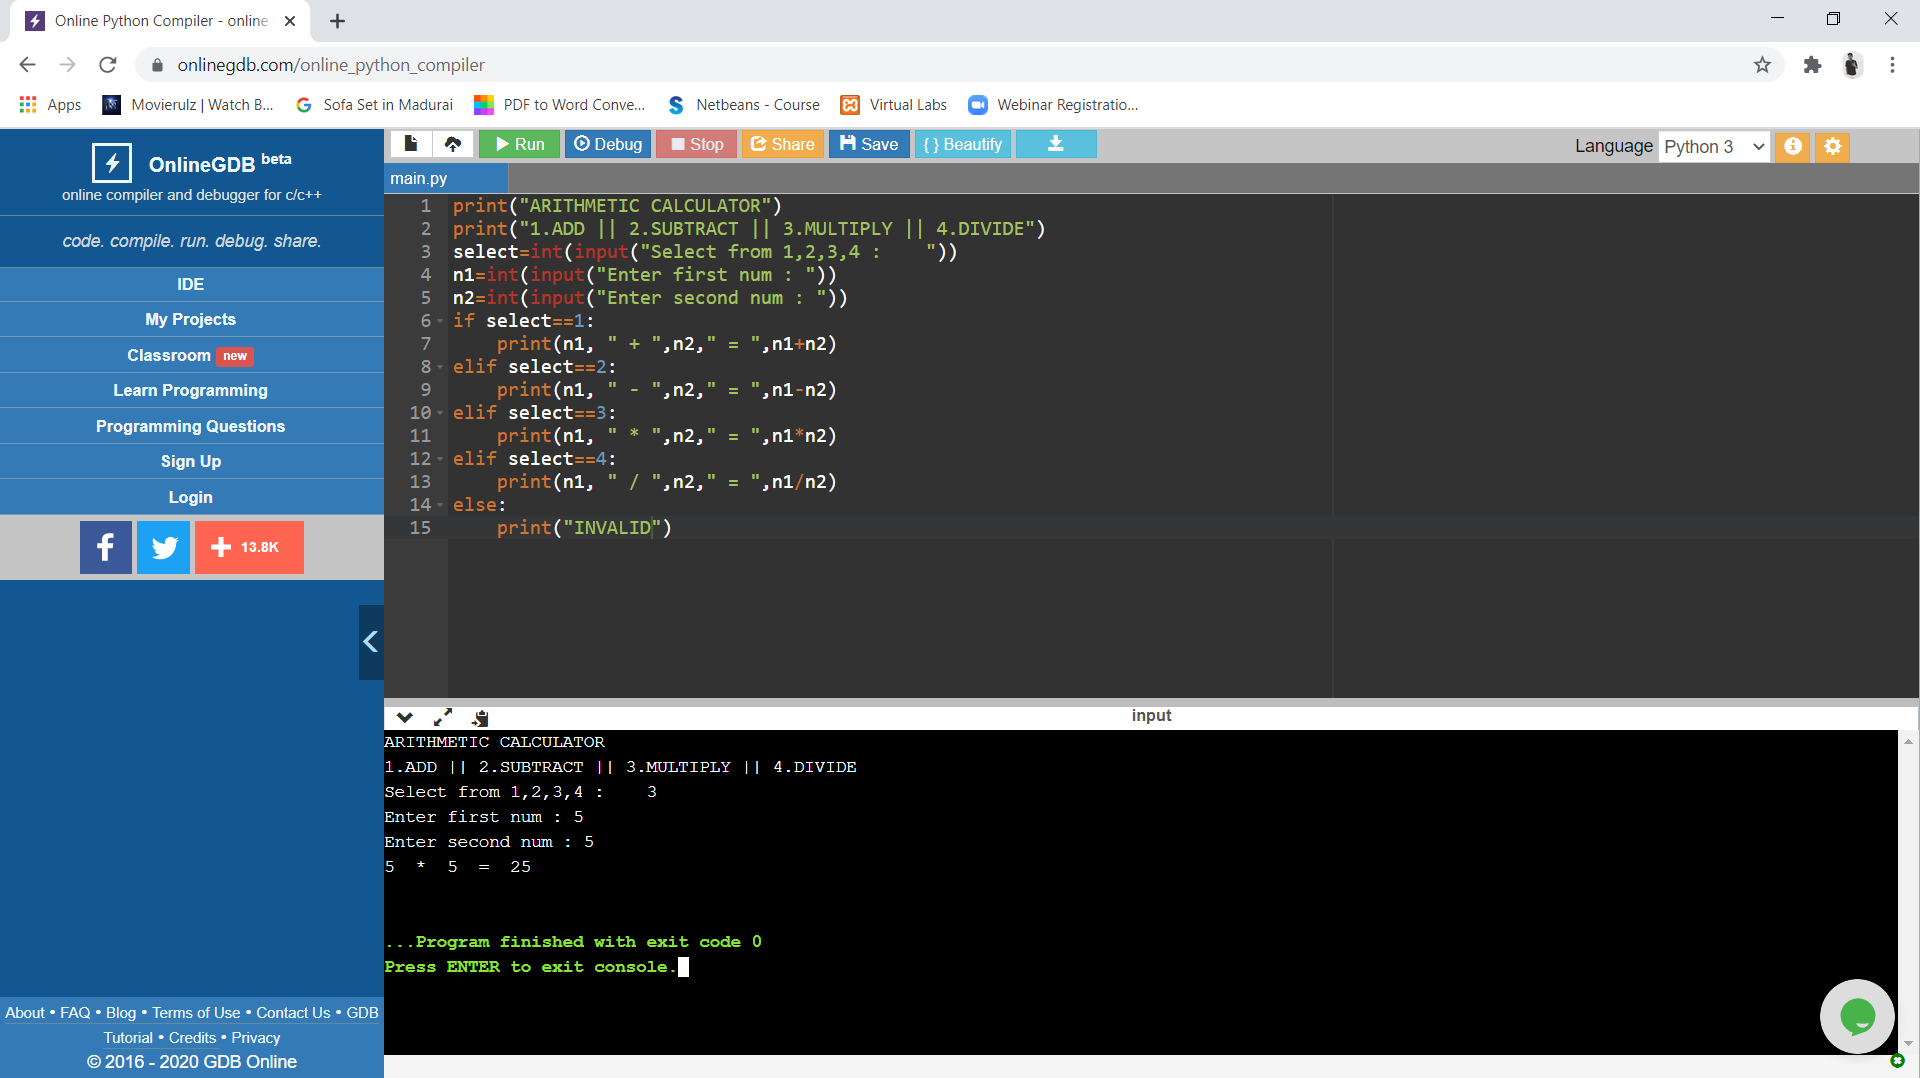 Online Python Compiler - online
onlinegdb.com/online_python_compiler
Apps Movierulz | Watch B... Sofa Set in Madurai PDF to Word Conve... Netbeans - Course Virtual Labs Webinar Registratio...
OnlineGDB beta
online compiler and debugger for c/c++
code. compile. run. debug. share.
IDE
My Projects
Classroom new
Learn Programming
Programming Questions
Sign Up
Login
13.8K
About • FAQ • Blog • Terms of Use • Contact Us • GDB
Tutorial • Credits • Privacy
© 2016 - 2020 GDB Online
Run Debug Stop Share Save { } Beautify
Language Python 3
main.py
1 print("ARITHMETIC CALCULATOR")
2 print("1.ADD || 2.SUBTRACT || 3.MULTIPLY || 4.DIVIDE")
3 select=int(input("Select from 1,2,3,4 :    "))
4 n1=int(input("Enter first num : "))
5 n2=int(input("Enter second num : "))
6 if select==1:
7     print(n1, " + ",n2," = ",n1+n2)
8 elif select==2:
9     print(n1, " - ",n2," = ",n1-n2)
10 elif select==3:
11     print(n1, " * ",n2," = ",n1*n2)
12 elif select==4:
13     print(n1, " / ",n2," = ",n1/n2)
14 else:
15     print("INVALID")
input
ARITHMETIC CALCULATOR
1.ADD || 2.SUBTRACT || 3.MULTIPLY || 4.DIVIDE
Select from 1,2,3,4 :    3
Enter first num : 5
Enter second num : 5
5  *  5  =  25
...Program finished with exit code 0
Press ENTER to exit console.